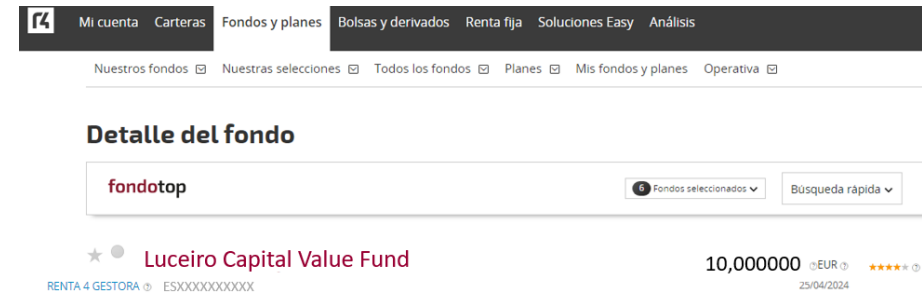 R4 Mi cuenta Carteras Fondos y planes Bolsas y derivados Renta fija Soluciones Easy Análisis
Nuestros fondos Nuestras selecciones Todos los fondos Planes Mis fondos y planes Operativa
Detalle del fondo
fondotop 6 Fondos seleccionados Búsqueda rápida
Luceiro Capital Value Fund 10,000000 EUR
RENTA 4 GESTORA ESXXXXXXXXXX 25/04/2024